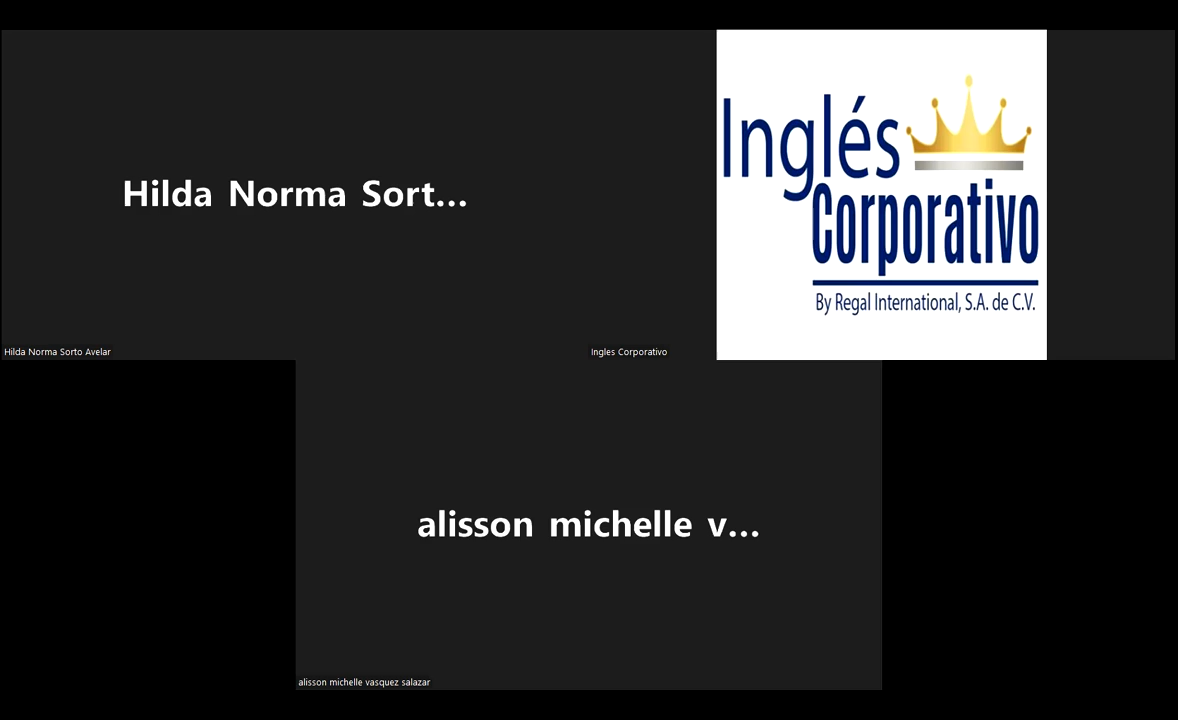 Hilda Norma Sort...
Inglés
Corporativo
By Regal International, S.A. de C.V.
Hilda Norma Sorto Avelar
Ingles Corporativo
alisson michelle v...
alisson michelle vasquez salazar